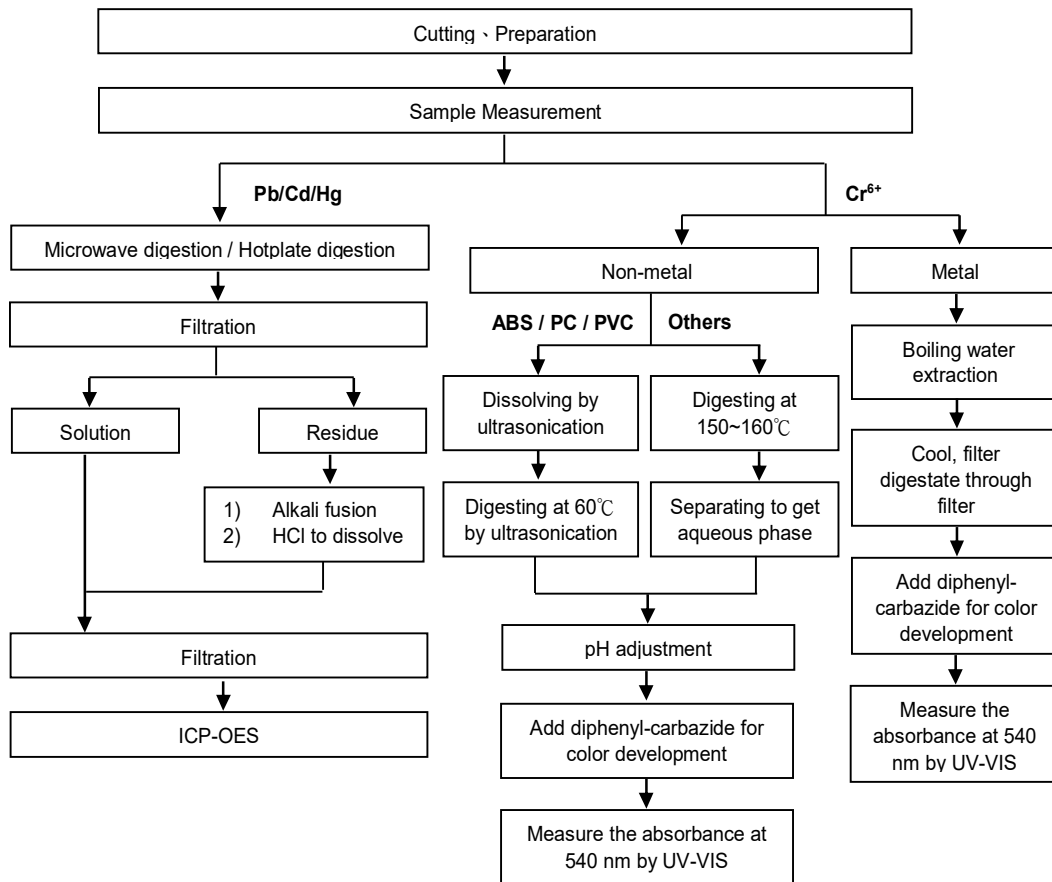 Cutting、Preparation
Sample Measurement
Pb/Cd/Hg
Cr⁶⁺
Microwave digestion / Hotplate digestion
Filtration
Solution
Residue
1) Alkali fusion
2) HCl to dissolve
Filtration
ICP-OES
Non-metal
ABS / PC / PVC
Others
Dissolving by
ultrasonication
Digesting at 60℃
by ultrasonication
Digesting at
150~160℃
Separating to get
aqueous phase
pH adjustment
Add diphenyl-carbazide for
color development
Measure the absorbance at
540 nm by UV-VIS
Metal
Boiling water
extraction
Cool, filter
digestate through
filter
Add diphenyl-
carbazide for color
development
Measure the
absorbance at 540
nm by UV-VIS